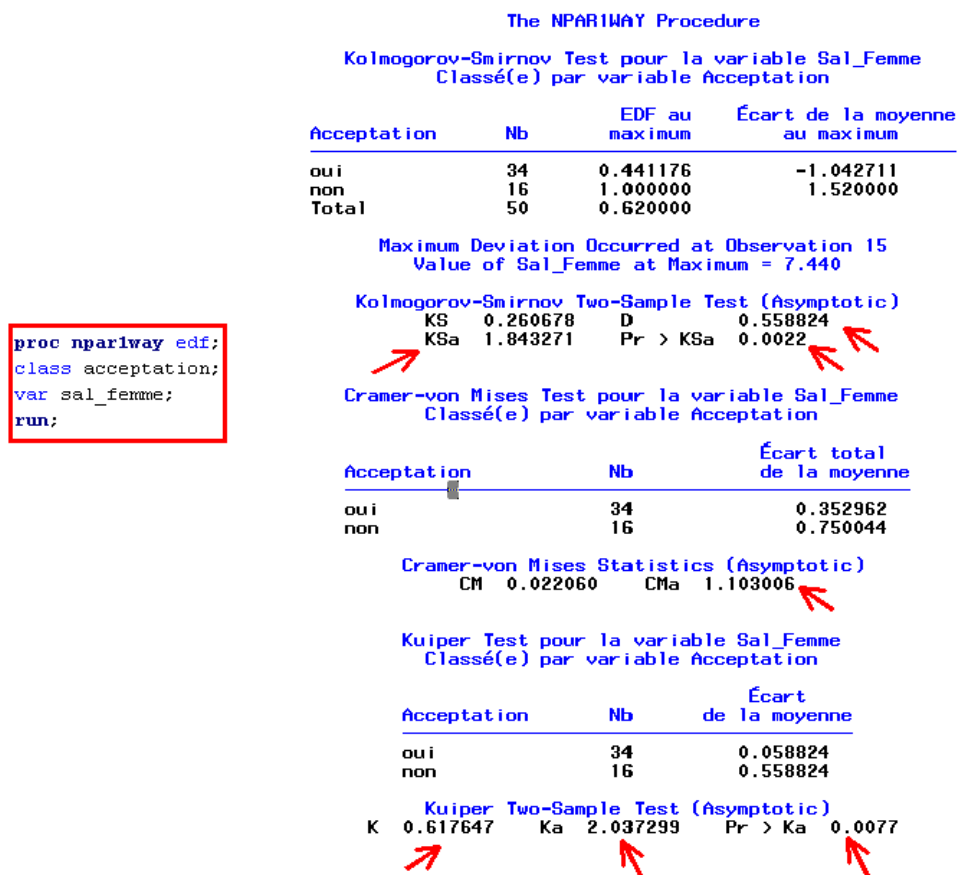 proc npar1way edf;
class acceptation;
var sal_femme;
run;
The NPAR1WAY Procedure
Kolmogorov-Smirnov Test pour la variable Sal_Femme
Classé(e) par variable Acceptation
EDF au Écart de la moyenne
Acceptation Nb maximum au maximum
oui 34 0.441176 -1.042711
non 16 1.000000 1.520000
Total 50 0.620000
Maximum Deviation Occurred at Observation 15
Value of Sal_Femme at Maximum = 7.440
Kolmogorov-Smirnov Two-Sample Test (Asymptotic)
KS 0.260678 D 0.558824
KSa 1.843271 Pr > KSa 0.0022
Cramer-von Mises Test pour la variable Sal_Femme
Classé(e) par variable Acceptation
Écart total
Acceptation Nb de la moyenne
oui 34 0.352962
non 16 0.750044
Cramer-von Mises Statistics (Asymptotic)
CM 0.022060 CMa 1.103006
Kuiper Test pour la variable Sal_Femme
Classé(e) par variable Acceptation
Écart
Acceptation Nb de la moyenne
oui 34 0.058824
non 16 0.558824
Kuiper Two-Sample Test (Asymptotic)
K 0.617647 Ka 2.037299 Pr > Ka 0.0077